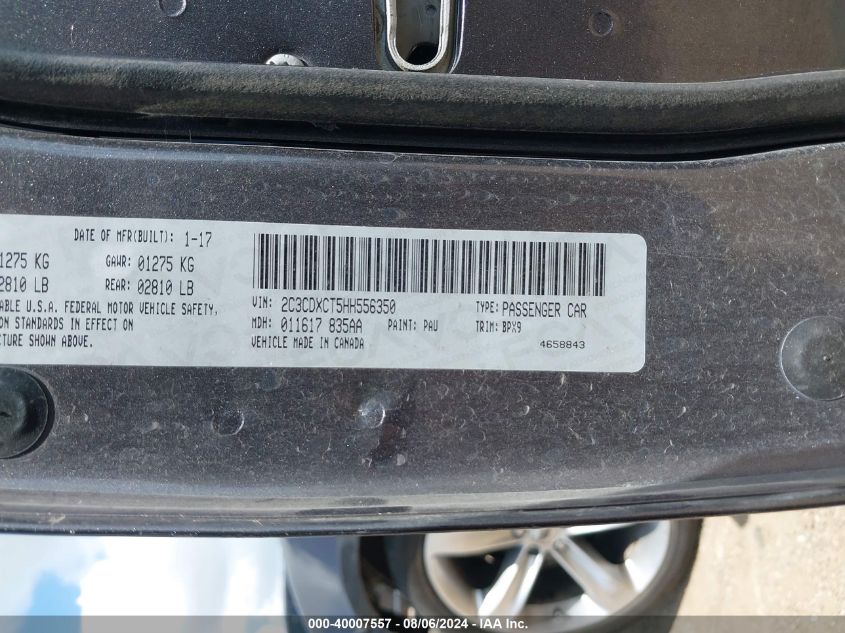 DATE OF MFR(BUILT): 1-17
1275 KG GAWR: 01275 KG
2810 LB REAR: 02810 LB
ABLE U.S.A. FEDERAL MOTOR VEHICLE SAFETY,
ON STANDARDS IN EFFECT ON
CTURE SHOWN ABOVE.
VIN: 2C3CDXCT5HH556350 TYPE: PASSENGER CAR
MDH: 011617 835AA PAINT: PAU TRIM: BPX9
VEHICLE MADE IN CANADA 4658843
000-40007557 - 08/06/2024 - IAA Inc.